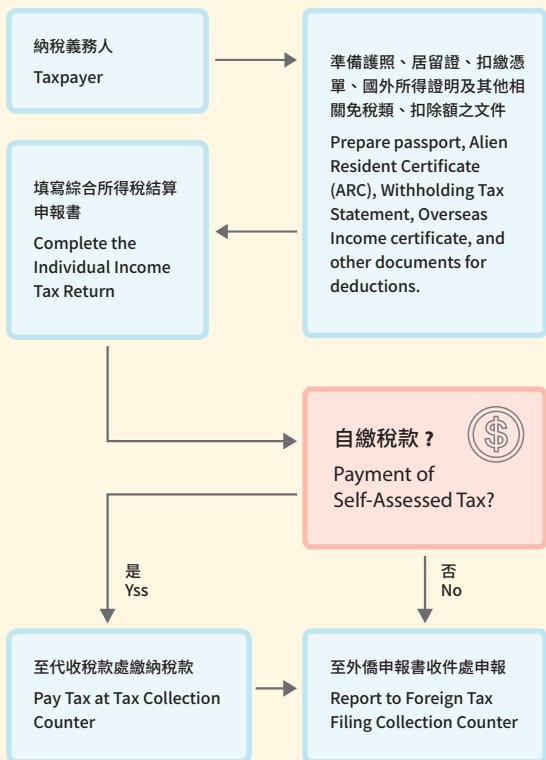 納稅義務人
Taxpayer
準備護照、居留證、扣繳憑
單、國外所得證明及其他相
關免稅類、扣除額之文件
Prepare passport, Alien
Resident Certificate
(ARC), Withholding Tax
Statement, Overseas
Income certificate, and
other documents for
deductions.
填寫綜合所得稅結算
申報書
Complete the
Individual Income
Tax Return
自繳稅款？
$
Payment of
Self-Assessed Tax?
是
Yss
否
No
至代收稅款處繳納稅款
Pay Tax at Tax Collection
Counter
至外僑申報書收件處申報
Report to Foreign Tax
Filing Collection Counter